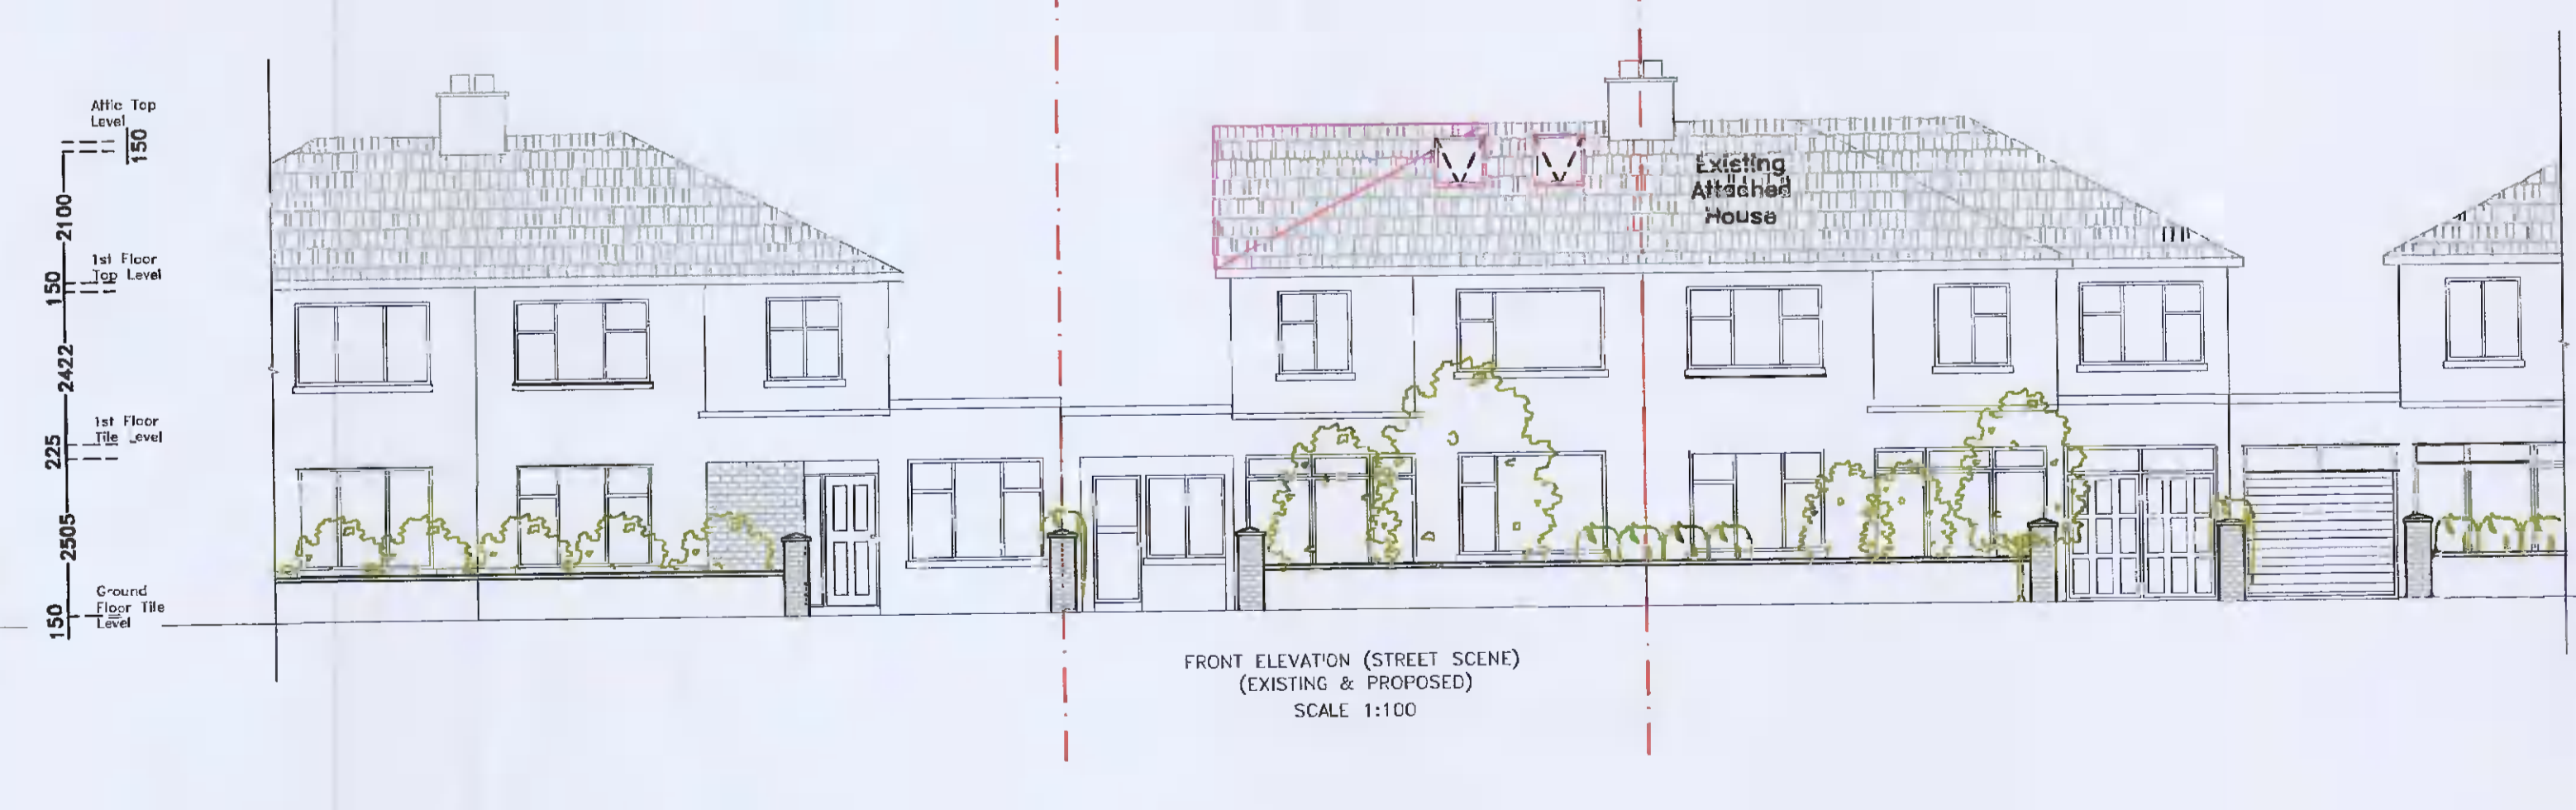 Attic Top
Level
150
2100
1st Floor
Top Level
150
2422
1st Floor
Tile Level
225
2505
Ground
Floor Tile
Level
150
Existing
Attached
House
FRONT ELEVATION (STREET SCENE)
(EXISTING & PROPOSED)
SCALE 1:100